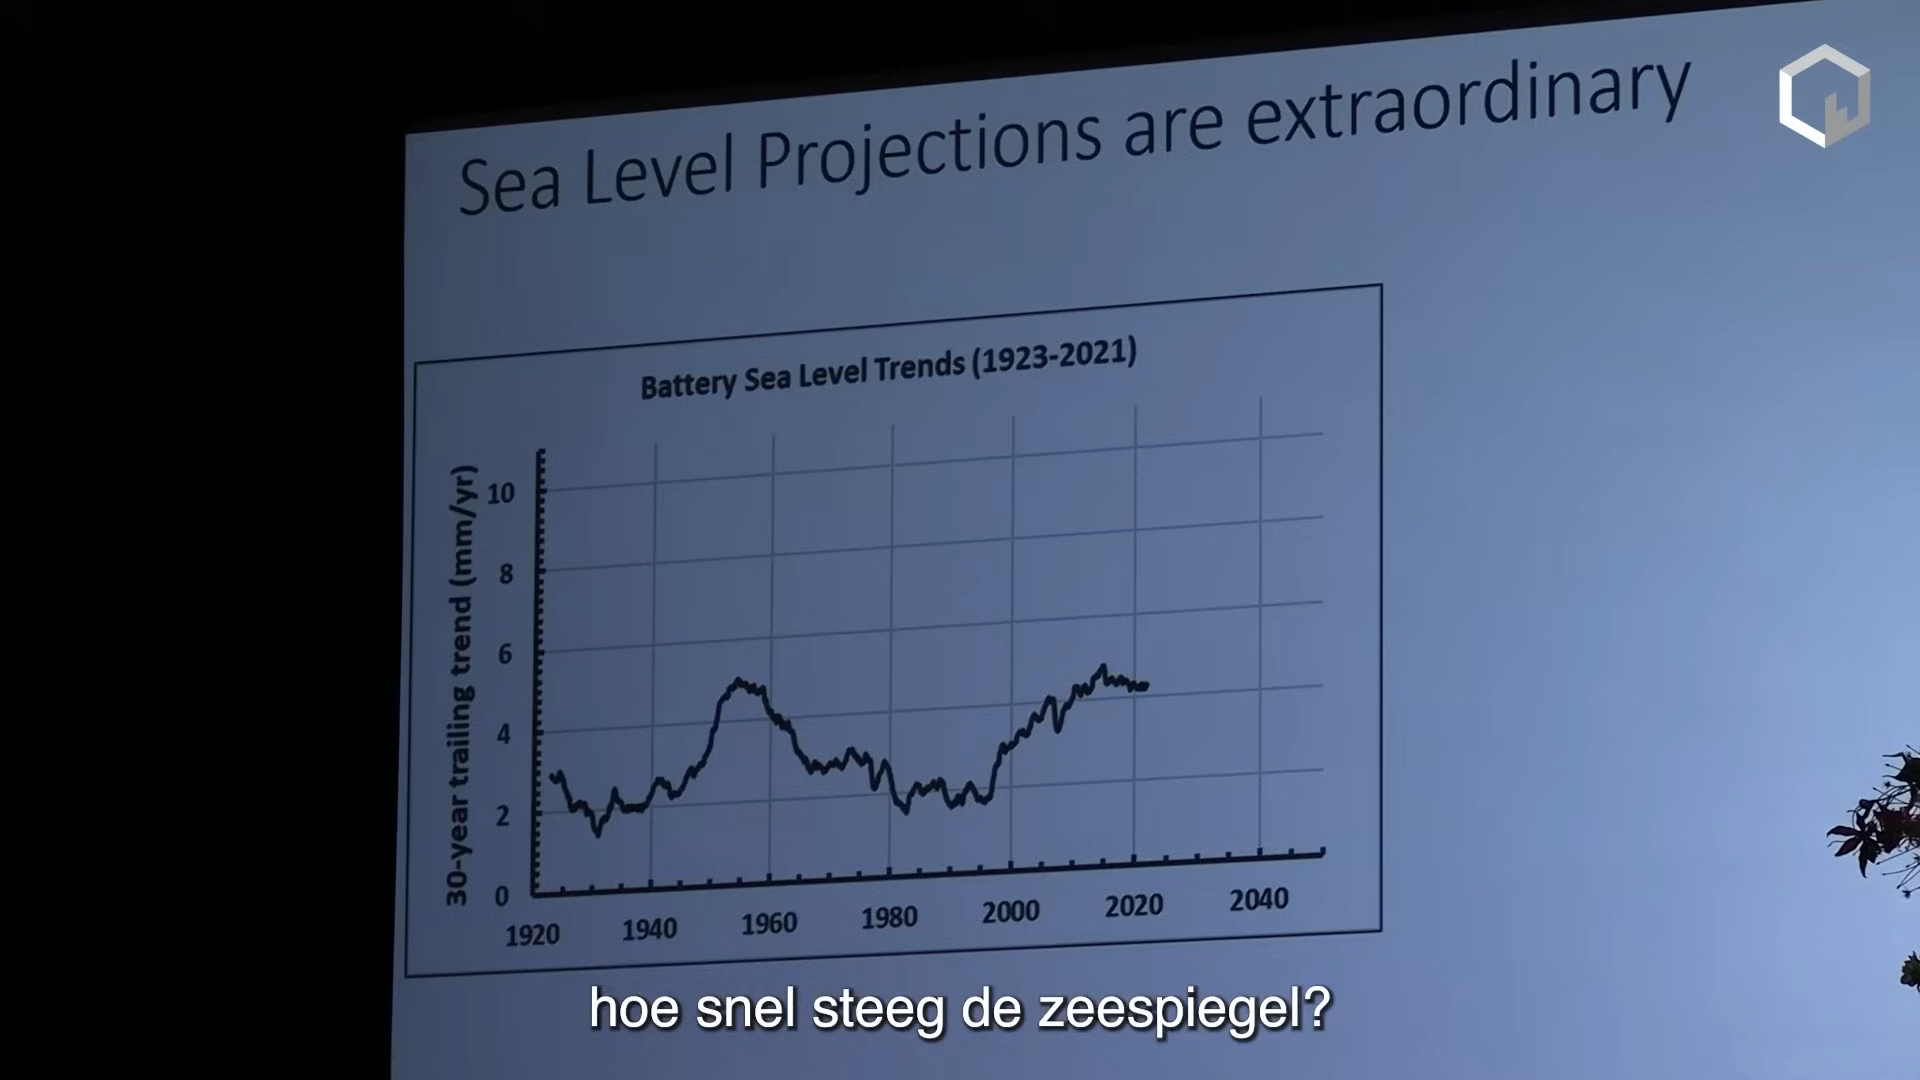 Sea Level Projections are extraordinary
Battery Sea Level Trends (1923-2021)
30-year trailing trend (mm/yr)
10
8
6
4
2
0
1920 1940 1960 1980 2000 2020 2040
hoe snel steeg de zeespiegel?